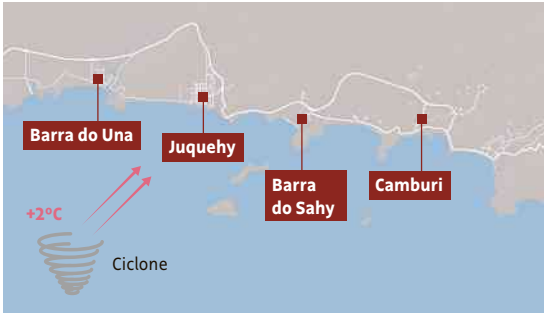 Barra do Una
Juquehy
Barra
do Sahy
Camburi
+2ºC
Ciclone